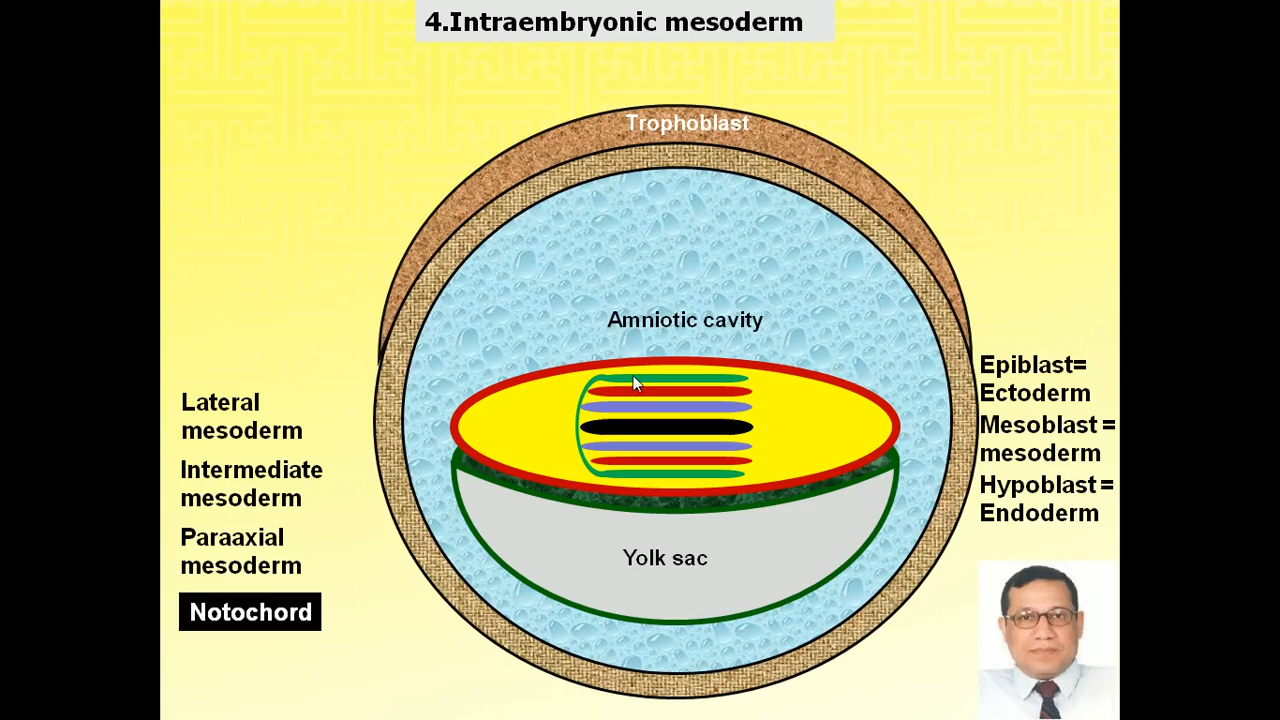 4.Intraembryonic mesoderm
Trophoblast
Amniotic cavity
Yolk sac
Lateral
mesoderm
Intermediate
mesoderm
Paraaxial
mesoderm
Notochord
Epiblast=
Ectoderm
Mesoblast =
mesoderm
Hypoblast =
Endoderm